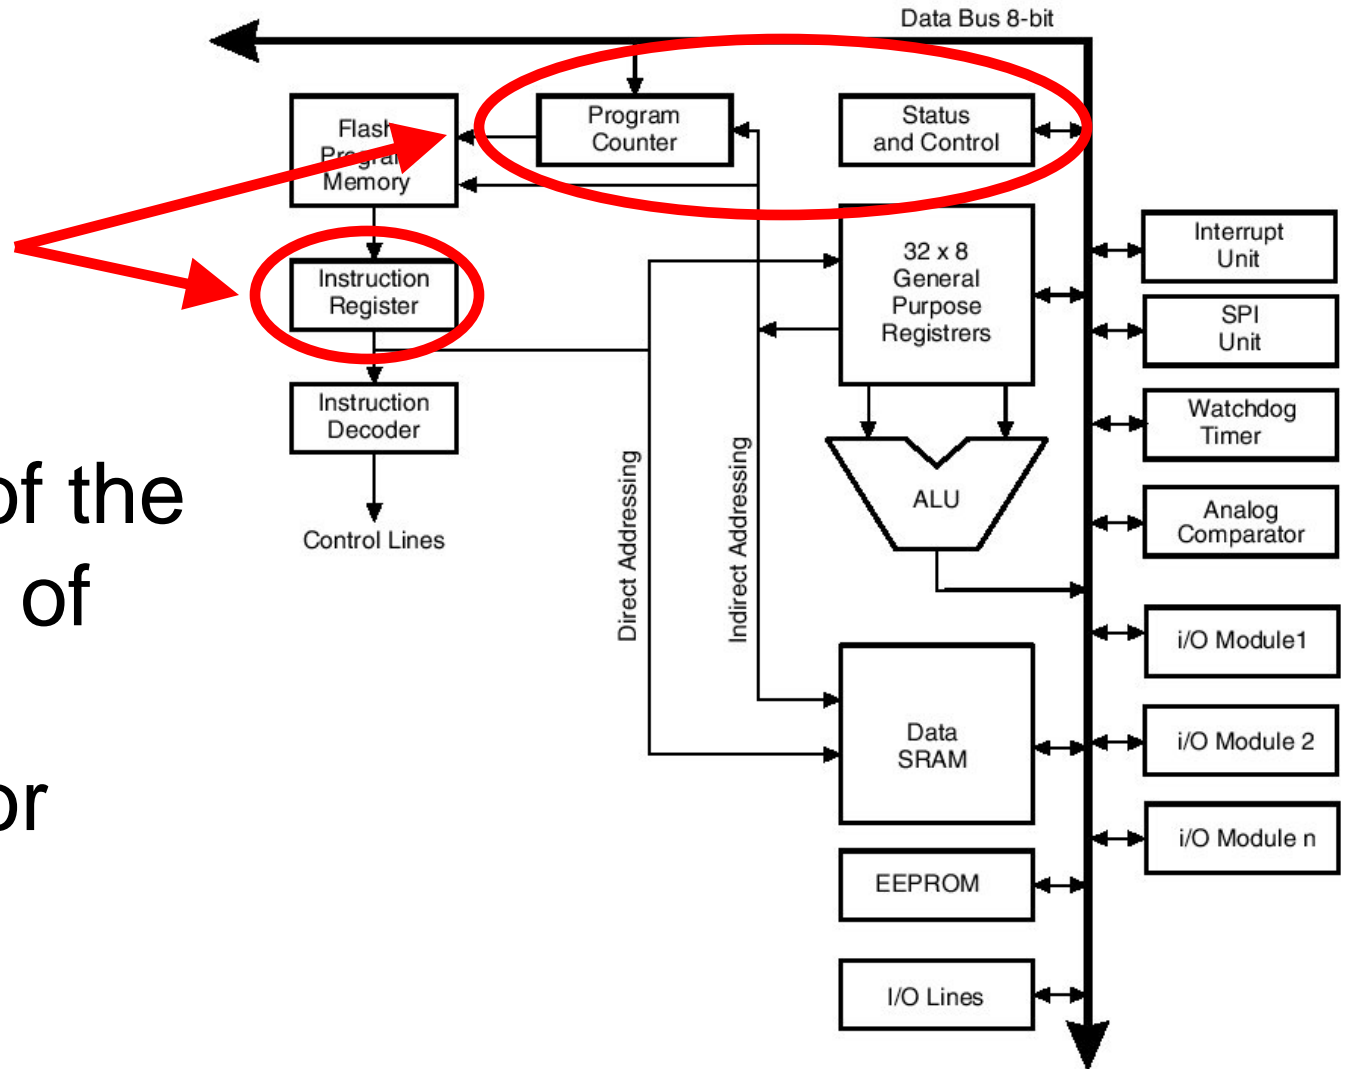 Data Bus 8-bit
Flash
Program
Memory
Program
Counter
Status
and Control
Instruction
Register
32 x 8
General
Purpose
Registrers
Interrupt
Unit
SPI
Unit
Instruction
Decoder
Watchdog
Timer
of the
ALU
Analog
Comparator
Control Lines
Direct Addressing
Indirect Addressing
of
i/O Module1
Data
SRAM
i/O Module 2
or
i/O Module n
EEPROM
I/O Lines